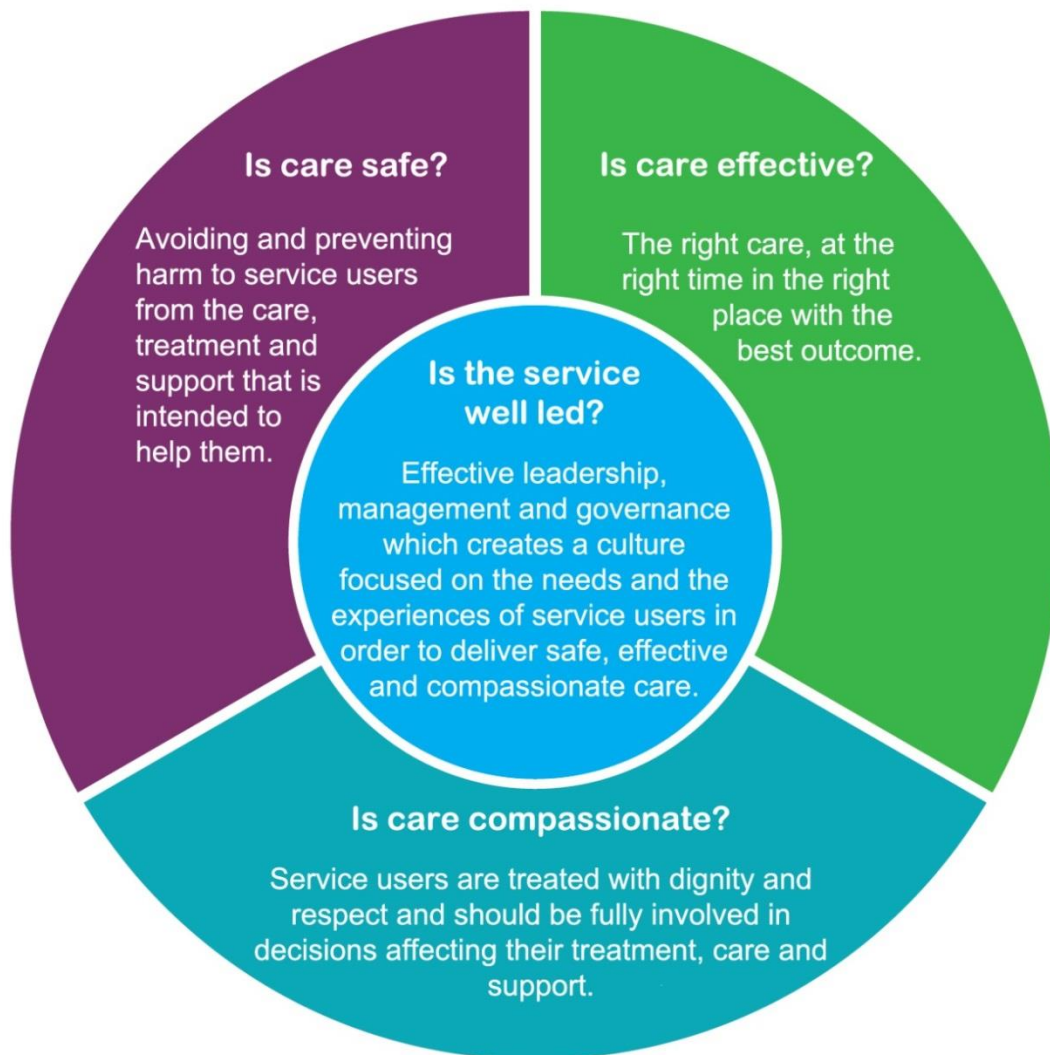 Is care safe?
Avoiding and preventing
harm to service users
from the care,
treatment and
support that is
intended to
help them.
Is care effective?
The right care, at the
right time in the right
place with the
best outcome.
Is the service
well led?
Effective leadership,
management and governance
which creates a culture
focused on the needs and the
experiences of service users in
order to deliver safe, effective
and compassionate care.
Is care compassionate?
Service users are treated with dignity and
respect and should be fully involved in
decisions affecting their treatment, care and
support.